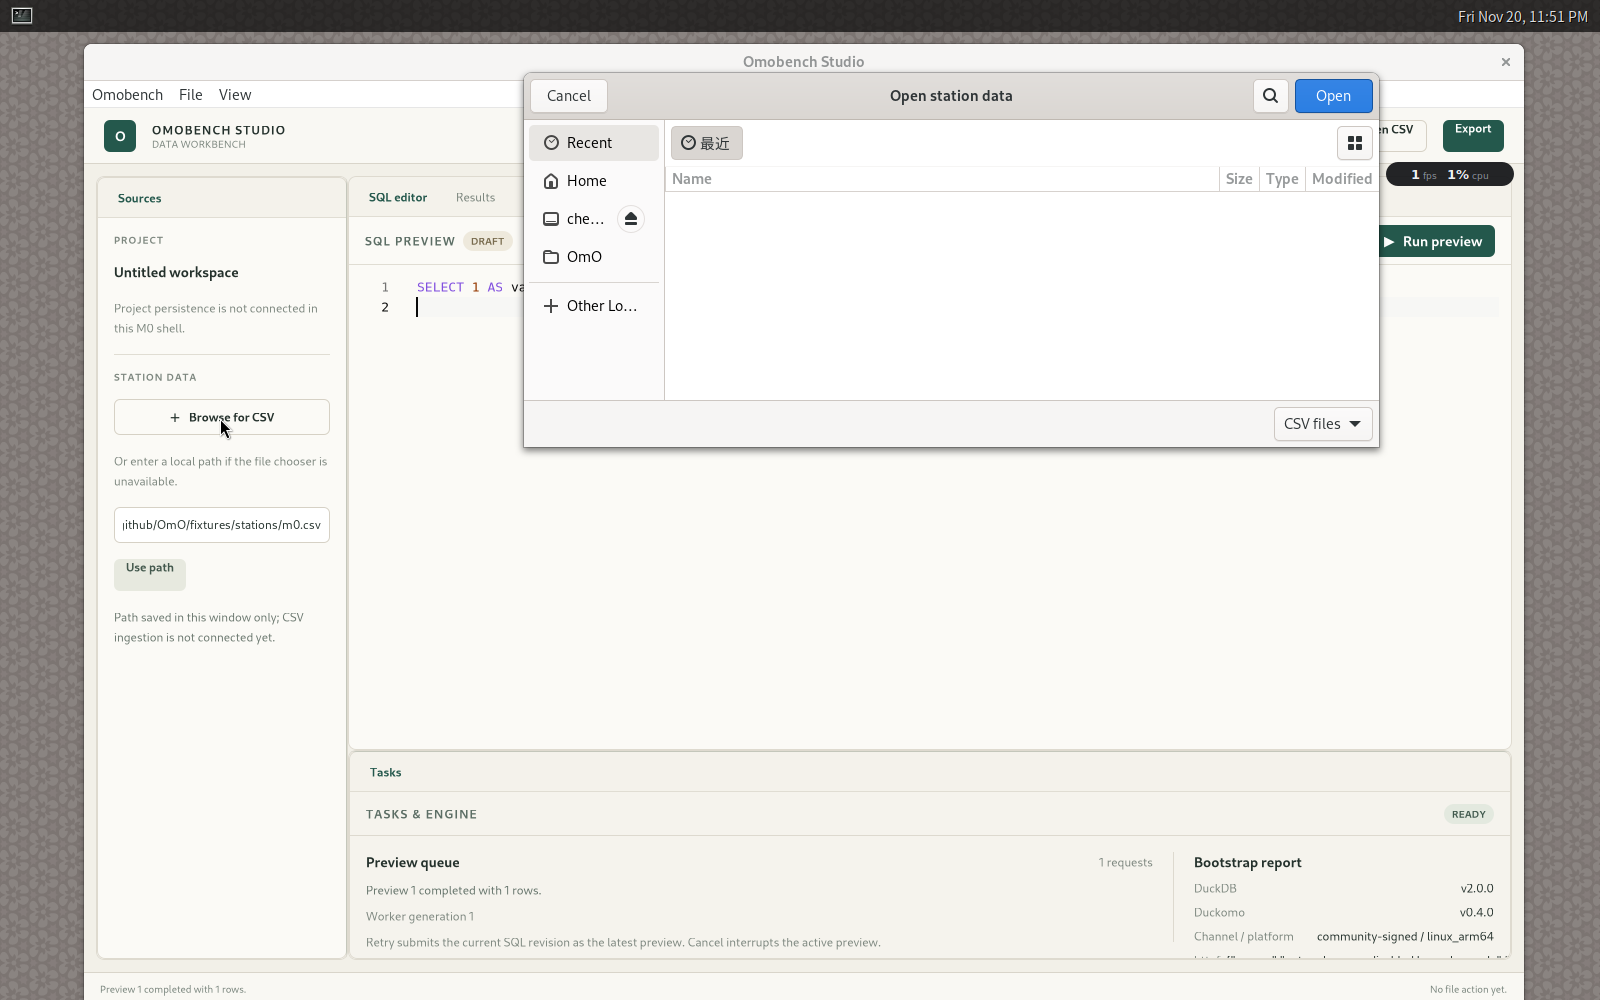 Fri Nov 20, 11:51 PM
Omobench Studio
Omobench File View
Cancel
Open station data
Open
O
OMOBENCH STUDIO
DATA WORKBENCH
en CSV
Export
Recent
Home
che...
OmO
Other Lo...
最近
Name Size Type Modified
CSV files
1 fps 1% cpu
Sources
PROJECT
Untitled workspace
Project persistence is not connected in
this M0 shell.
STATION DATA
+ Browse for CSV
Or enter a local path if the file chooser is
unavailable.
github/OmO/fixtures/stations/m0.csv
Use path
Path saved in this window only; CSV
ingestion is not connected yet.
SQL editor Results
SQL PREVIEW DRAFT
Run preview
1 SELECT 1 AS va
2
Tasks
TASKS & ENGINE
READY
Preview queue
1 requests
Preview 1 completed with 1 rows.
Worker generation 1
Retry submits the current SQL revision as the latest preview. Cancel interrupts the active preview.
Bootstrap report
DuckDB v2.0.0
Duckomo v0.4.0
Channel / platform community-signed / linux_arm64
Preview 1 completed with 1 rows.
No file action yet.